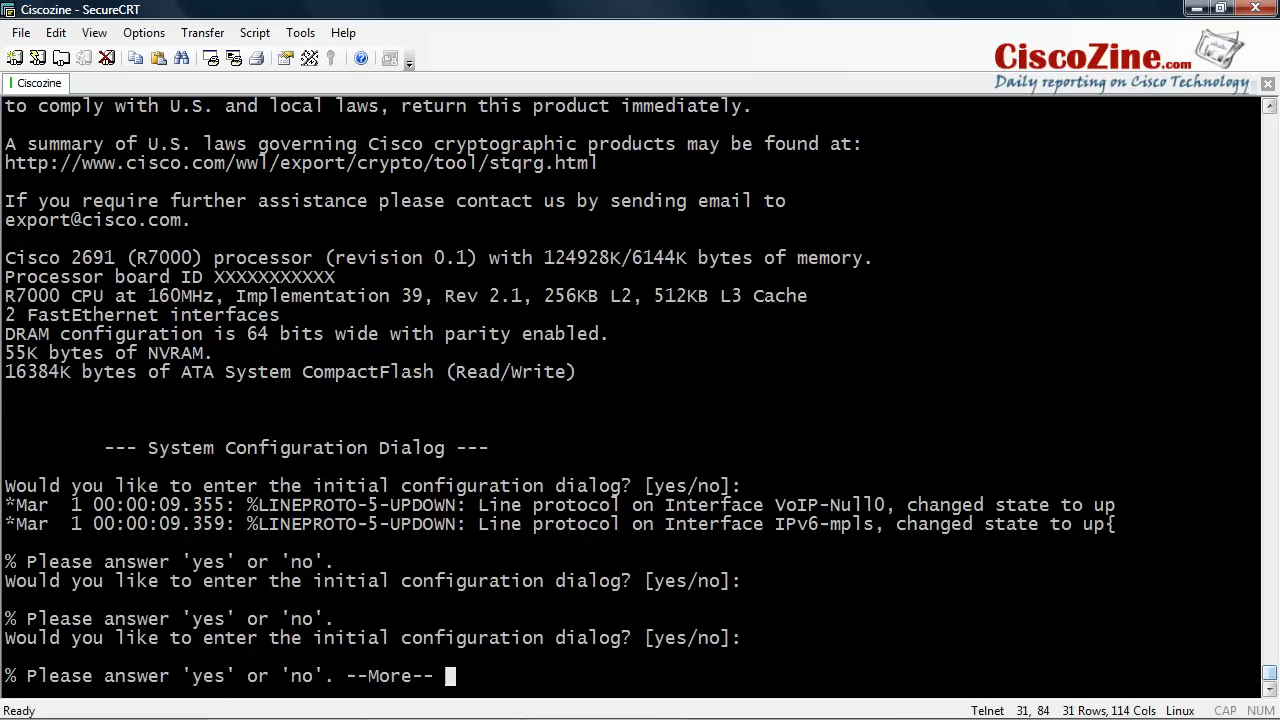 Ciscozine - SecureCRT
File Edit View Options Transfer Script Tools Help
CiscoZine.com
Daily reporting on Cisco Technology
Ciscozine
to comply with U.S. and local laws, return this product immediately.
A summary of U.S. laws governing Cisco cryptographic products may be found at:
http://www.cisco.com/wwl/export/crypto/tool/stqrg.html
If you require further assistance please contact us by sending email to
export@cisco.com.
Cisco 2691 (R7000) processor (revision 0.1) with 124928K/6144K bytes of memory.
Processor board ID XXXXXXXXXXX
R7000 CPU at 160MHz, Implementation 39, Rev 2.1, 256KB L2, 512KB L3 Cache
2 FastEthernet interfaces
DRAM configuration is 64 bits wide with parity enabled.
55K bytes of NVRAM.
16384K bytes of ATA System CompactFlash (Read/Write)
--- System Configuration Dialog ---
Would you like to enter the initial configuration dialog? [yes/no]:
*Mar  1 00:00:09.355: %LINEPROTO-5-UPDOWN: Line protocol on Interface VoIP-Null0, changed state to up
*Mar  1 00:00:09.359: %LINEPROTO-5-UPDOWN: Line protocol on Interface IPv6-mpls, changed state to up{
% Please answer 'yes' or 'no'.
Would you like to enter the initial configuration dialog? [yes/no]:
% Please answer 'yes' or 'no'.
Would you like to enter the initial configuration dialog? [yes/no]:
% Please answer 'yes' or 'no'. --More--
Ready Telnet 31, 84 31 Rows, 114 Cols Linux CAP NUM